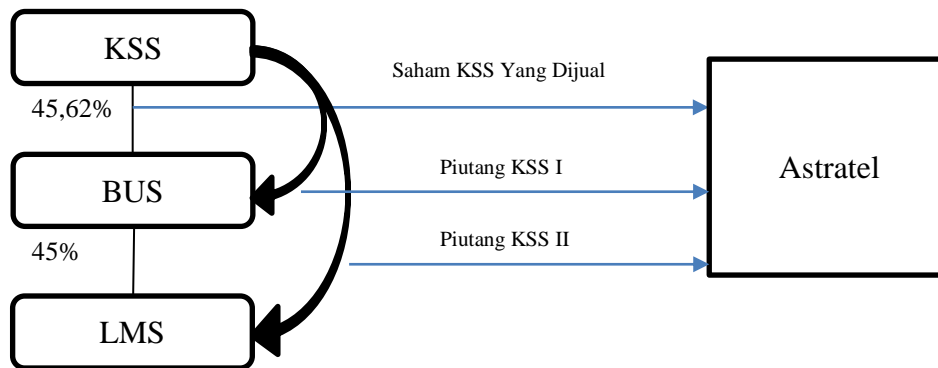 KSS
Saham KSS Yang Dijual
45,62%
BUS
Piutang KSS I
Astratel
Piutang KSS II
45%
LMS